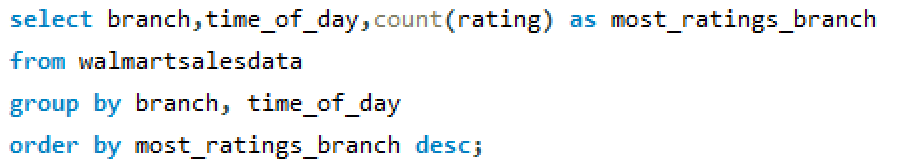 select branch,time_of_day,count(rating) as most_ratings_branch
from walmartsalesdata
group by branch, time_of_day
order by most_ratings_branch desc;